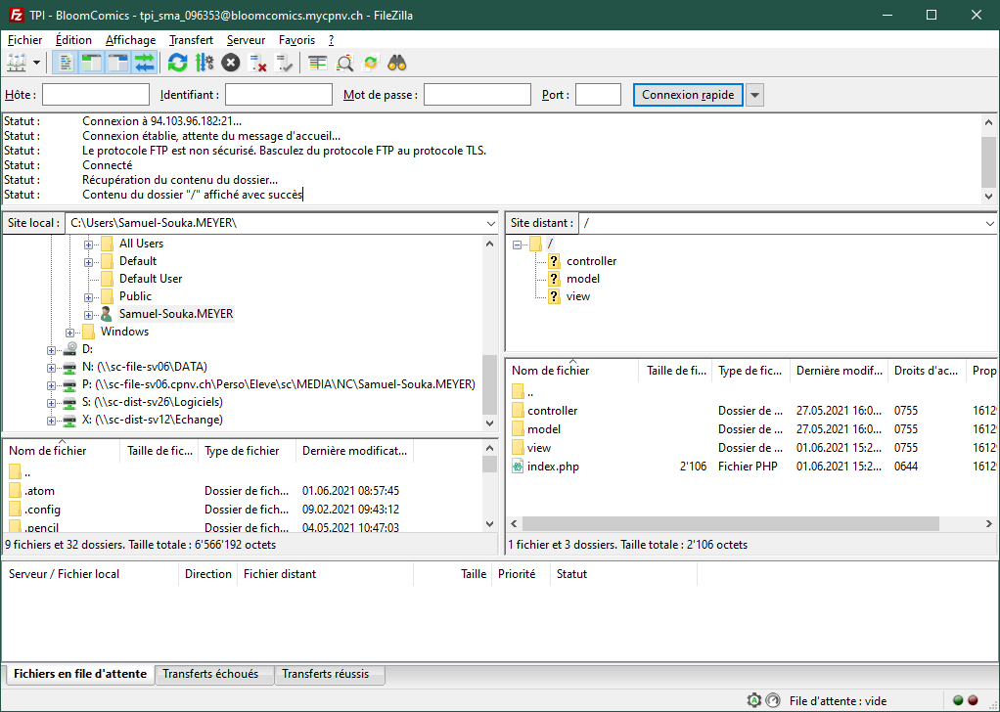 TPI - BloomComics - tpi_sma_096353@bloomcomics.mycpnv.ch - FileZilla
Fichier Édition Affichage Transfert Serveur Favoris ?
Hôte : Identifiant : Mot de passe : Port : Connexion rapide
Statut : Connexion à 94.103.96.182:21...
Statut : Connexion établie, attente du message d'accueil...
Statut : Le protocole FTP est non sécurisé. Basculez du protocole FTP au protocole TLS.
Statut : Connecté
Statut : Récupération du contenu du dossier...
Statut : Contenu du dossier "/" affiché avec succès
Site local : C:\Users\Samuel-Souka.MEYER\
All Users
Default
Default User
Public
Samuel-Souka.MEYER
Windows
D:
N: (\\sc-file-sv06\DATA)
P: (\\sc-file-sv06.cpnv.ch\Perso\Eleve\sc\MEDIA\NC\Samuel-Souka.MEYER)
S: (\\sc-dist-sv26\Logiciels)
X: (\\sc-dist-sv12\Echange)
Nom de fichier Taille de fic... Type de fichier Dernière modificat...
..
.atom Dossier de fich... 01.06.2021 08:57:45
.config Dossier de fich... 09.02.2021 09:43:12
.pencil Dossier de fich... 04.05.2021 10:47:03
9 fichiers et 32 dossiers. Taille totale : 6'566'192 octets
Site distant : /
/
controller
model
view
Nom de fichier Taille de fi... Type de fic... Dernière modif... Droits d'ac... Prop
..
controller Dossier de ... 27.05.2021 16:0... 0755 1612
model Dossier de ... 27.05.2021 16:0... 0755 1612
view Dossier de ... 01.06.2021 15:2... 0755 1612
index.php 2'106 Fichier PHP 01.06.2021 15:2... 0644 1612
1 fichier et 3 dossiers. Taille totale : 2'106 octets
Serveur / Fichier local Direction Fichier distant Taille Priorité Statut
Fichiers en file d'attente Transferts échoués Transferts réussis
File d'attente : vide